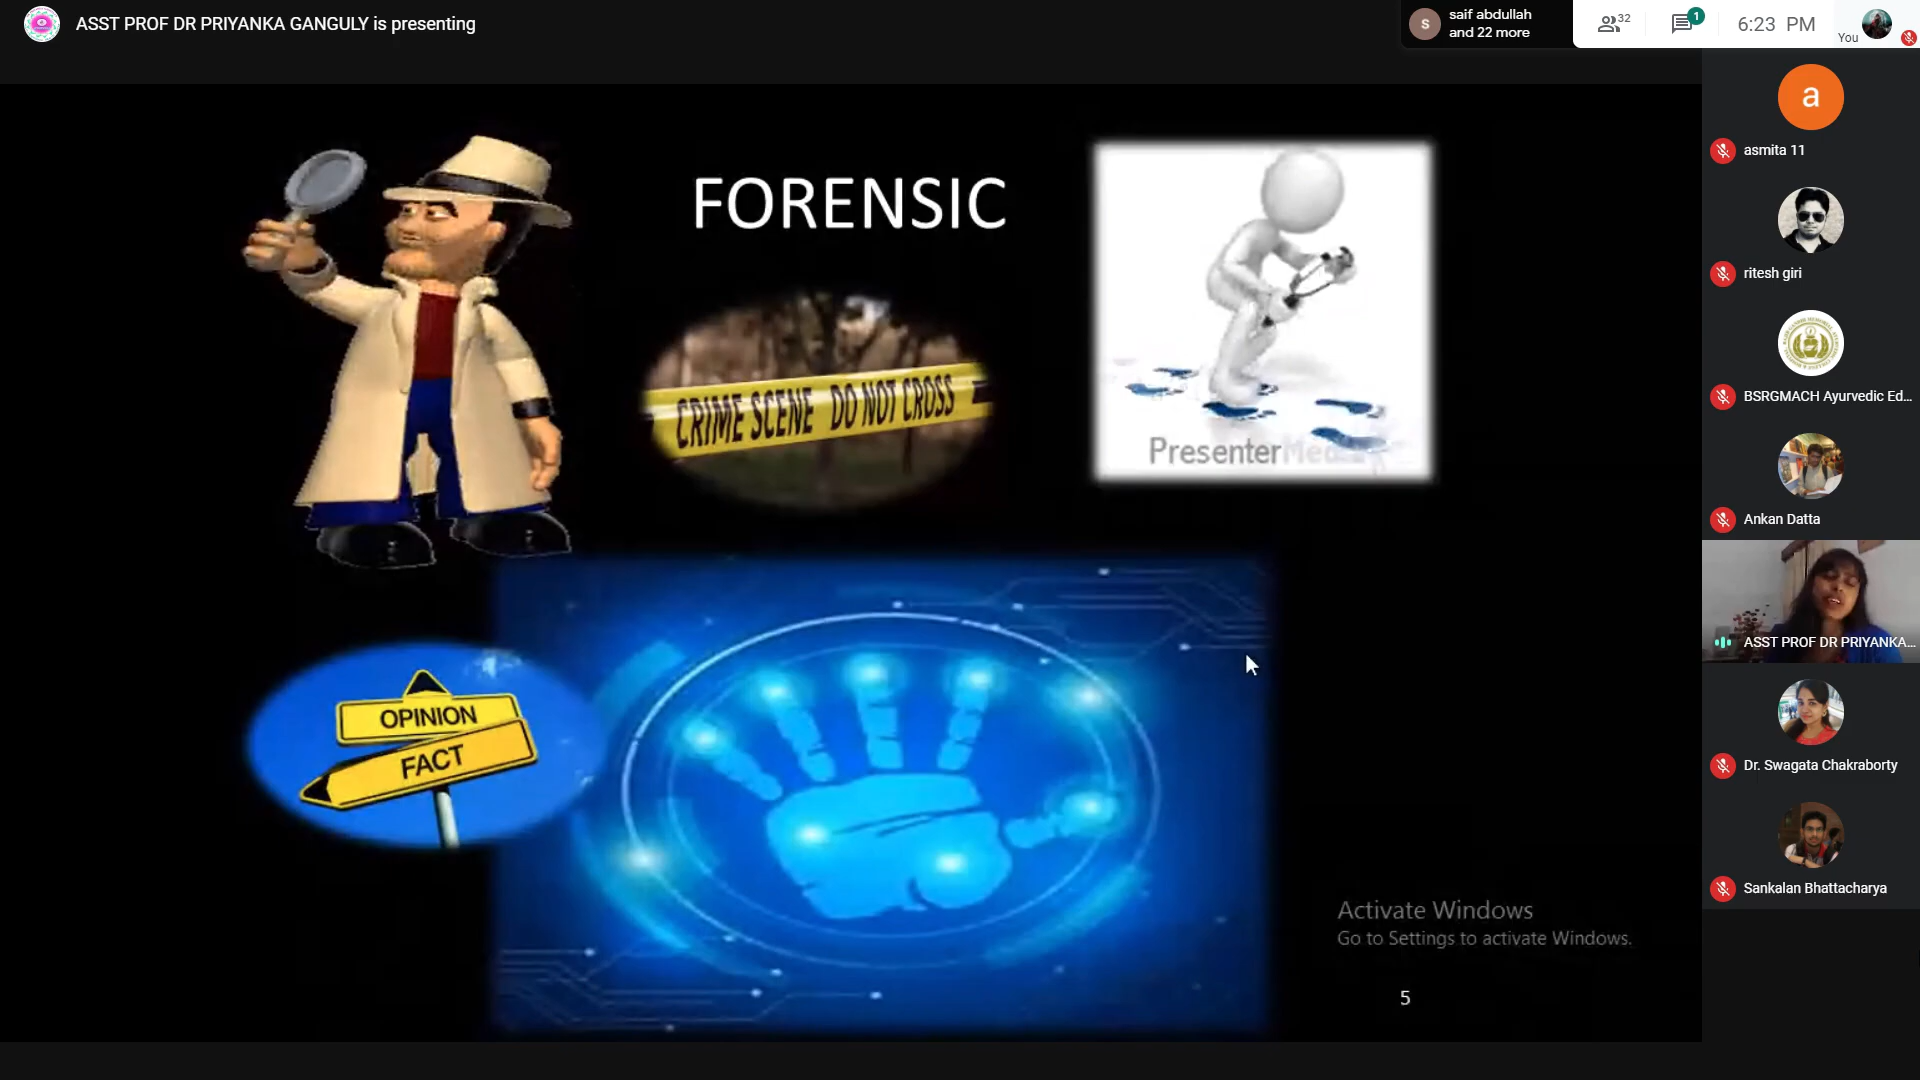 ASST PROF DR PRIYANKA GANGULY is presenting
S
saif abdullah
and 22 more
32
1
6:23 PM
You
a
asmita 11
ritesh giri
BSRGMACH Ayurvedic Ed...
Ankan Datta
ASST PROF DR PRIYANKA...
Dr. Swagata Chakraborty
Sankalan Bhattacharya
FORENSIC
CRIME SCENE DO NOT CROSS
PresenterMedia
OPINION
FACT
Activate Windows
Go to Settings to activate Windows.
5